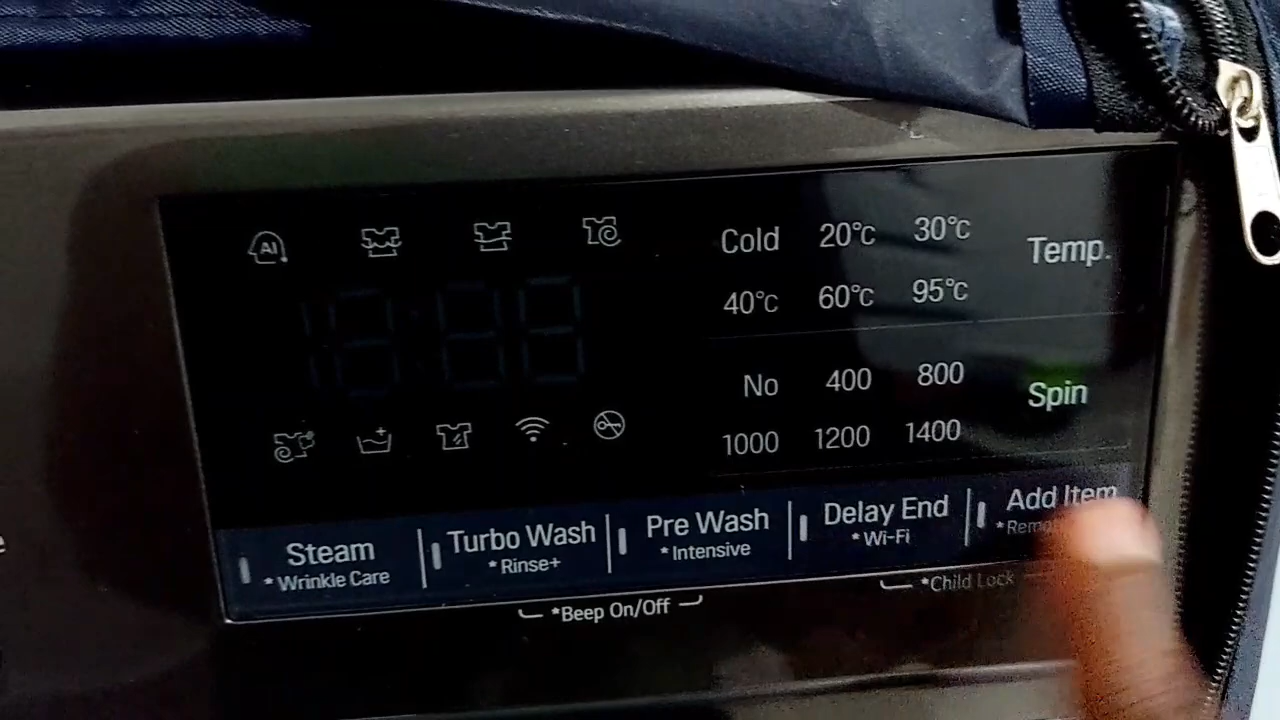 AI
Cold 20°C 30°C Temp.
40°C 60°C 95°C
No 400 800 Spin
1000 1200 1400
Steam Turbo Wash Pre Wash Delay End Add Item
*Wrinkle Care *Rinse+ *Intensive *Wi-Fi
*Beep On/Off *Child Lock
e